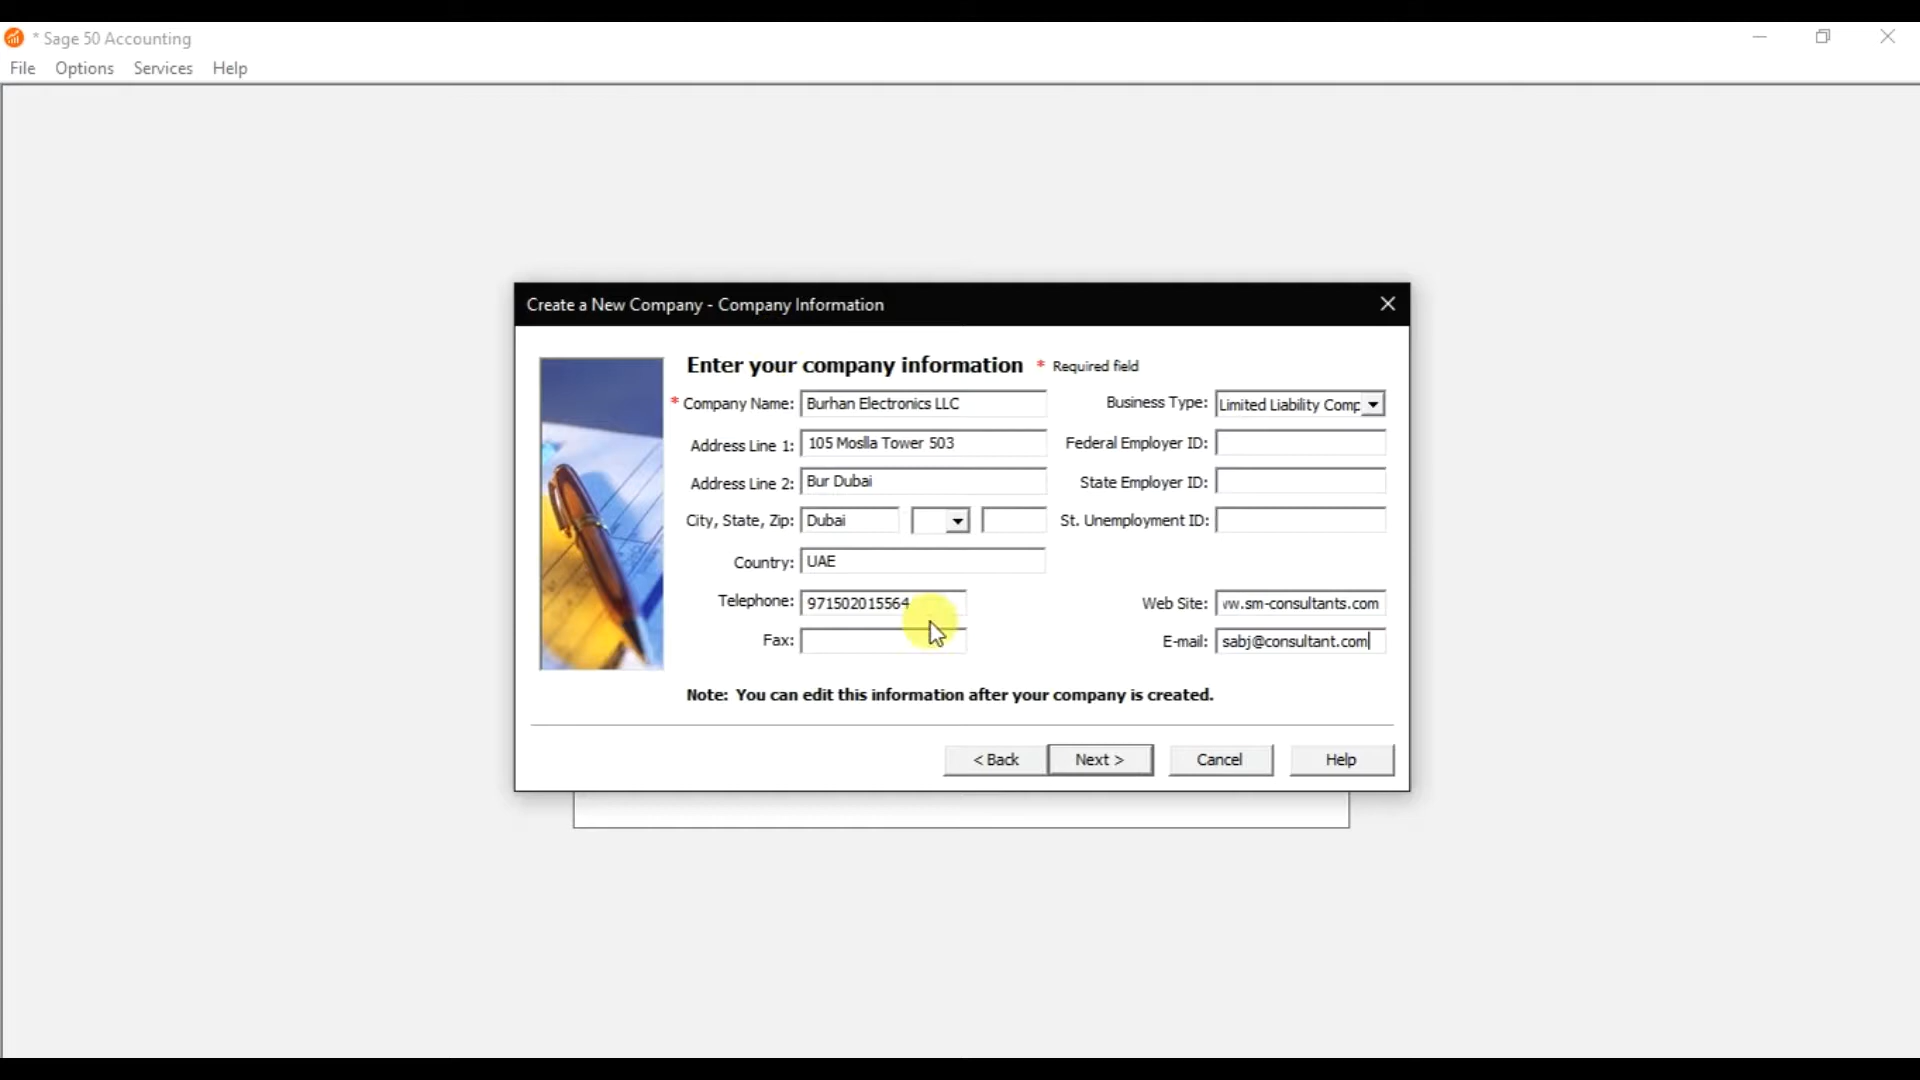 * Sage 50 Accounting
File Options Services Help
Create a New Company - Company Information
Enter your company information * Required field
* Company Name: Burhan Electronics LLC Business Type: Limited Liability Comp
Address Line 1: 105 Moslla Tower 503 Federal Employer ID:
Address Line 2: Bur Dubai State Employer ID:
City, State, Zip: Dubai St. Unemployment ID:
Country: UAE
Telephone: 971502015564 Web Site: vw.sm-consultants.com
Fax: E-mail: sabj@consultant.com
Note: You can edit this information after your company is created.
< Back Next > Cancel Help